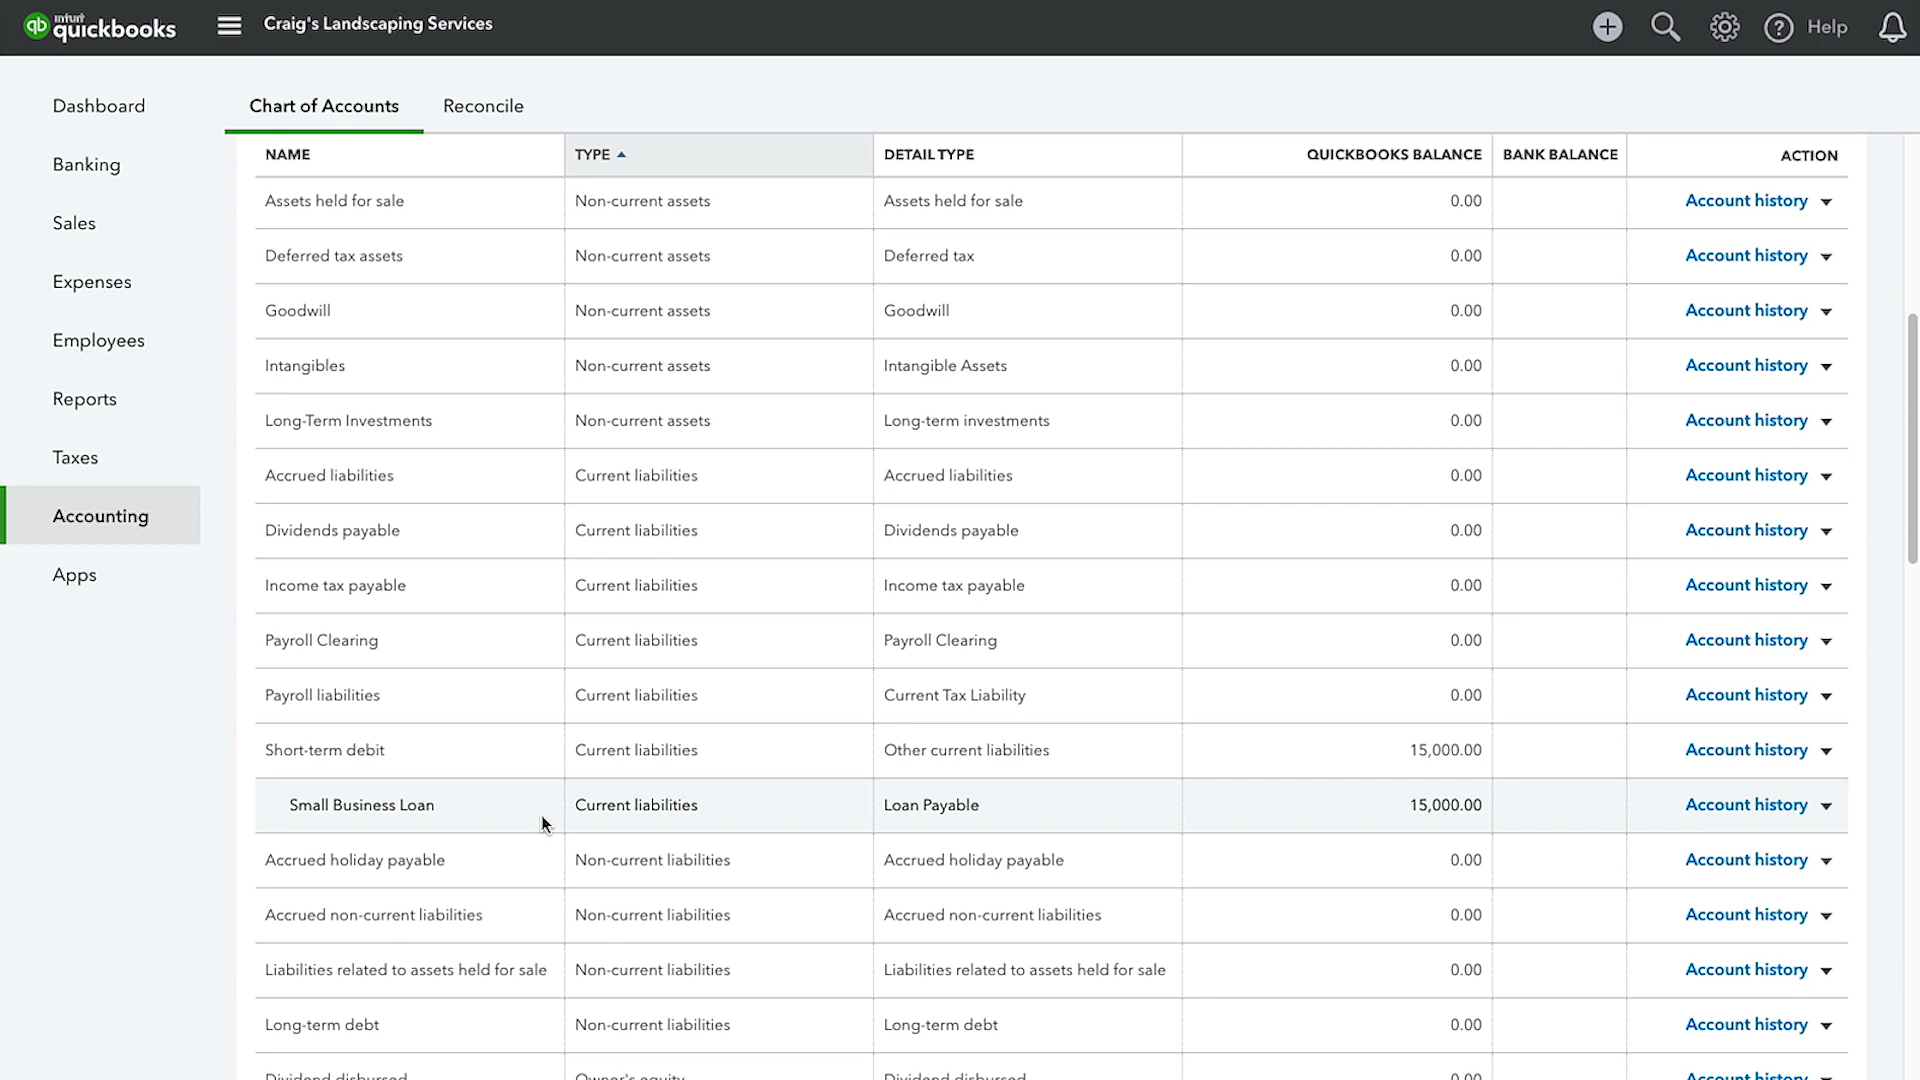 intuit
quickbooks
Craig's Landscaping Services
Help
Dashboard
Banking
Sales
Expenses
Employees
Reports
Taxes
Accounting
Apps
Chart of Accounts Reconcile
NAME TYPE DETAIL TYPE QUICKBOOKS BALANCE BANK BALANCE ACTION
Assets held for sale Non-current assets Assets held for sale 0.00 Account history
Deferred tax assets Non-current assets Deferred tax 0.00 Account history
Goodwill Non-current assets Goodwill 0.00 Account history
Intangibles Non-current assets Intangible Assets 0.00 Account history
Long-Term Investments Non-current assets Long-term investments 0.00 Account history
Accrued liabilities Current liabilities Accrued liabilities 0.00 Account history
Dividends payable Current liabilities Dividends payable 0.00 Account history
Income tax payable Current liabilities Income tax payable 0.00 Account history
Payroll Clearing Current liabilities Payroll Clearing 0.00 Account history
Payroll liabilities Current liabilities Current Tax Liability 0.00 Account history
Short-term debit Current liabilities Other current liabilities 15,000.00 Account history
Small Business Loan Current liabilities Loan Payable 15,000.00 Account history
Accrued holiday payable Non-current liabilities Accrued holiday payable 0.00 Account history
Accrued non-current liabilities Non-current liabilities Accrued non-current liabilities 0.00 Account history
Liabilities related to assets held for sale Non-current liabilities Liabilities related to assets held for sale 0.00 Account history
Long-term debt Non-current liabilities Long-term debt 0.00 Account history
Dividend disbursed Owner's equity Dividend disbursed 0.00 Account history